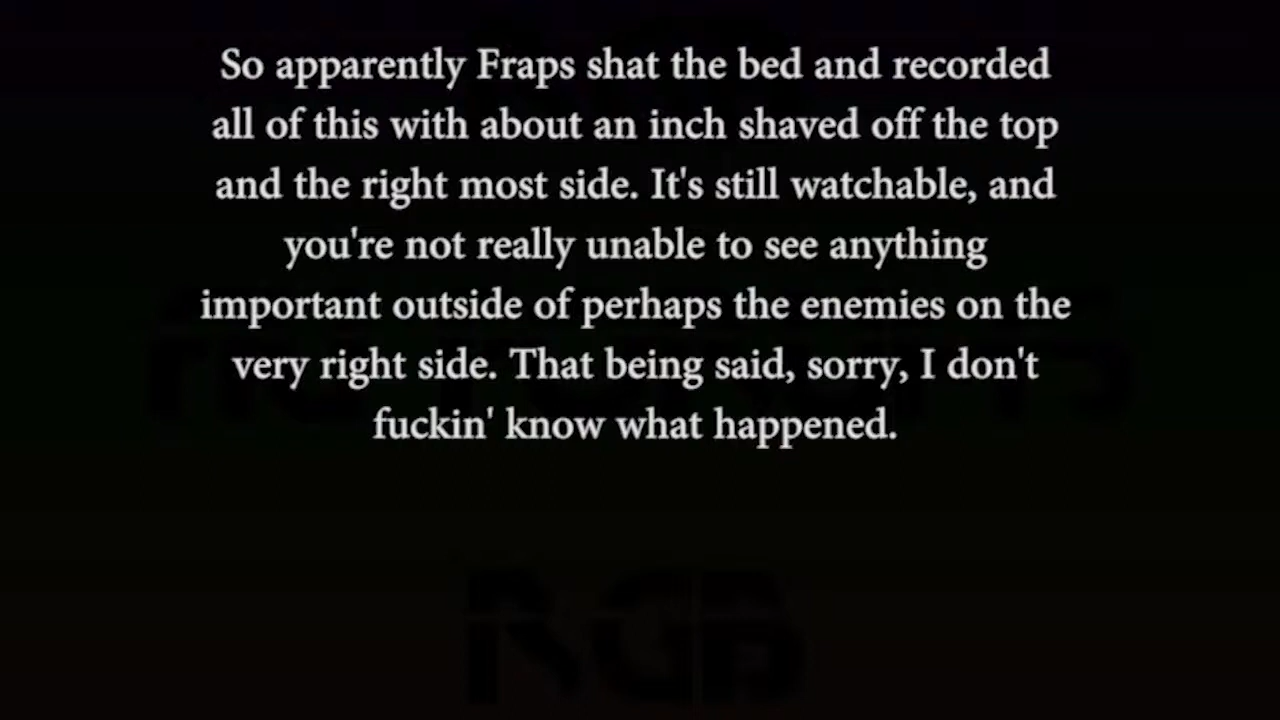 So apparently Fraps shat the bed and recorded
all of this with about an inch shaved off the top
and the right most side. It's still watchable, and
you're not really unable to see anything
important outside of perhaps the enemies on the
very right side. That being said, sorry, I don't
fuckin' know what happened.
RGB